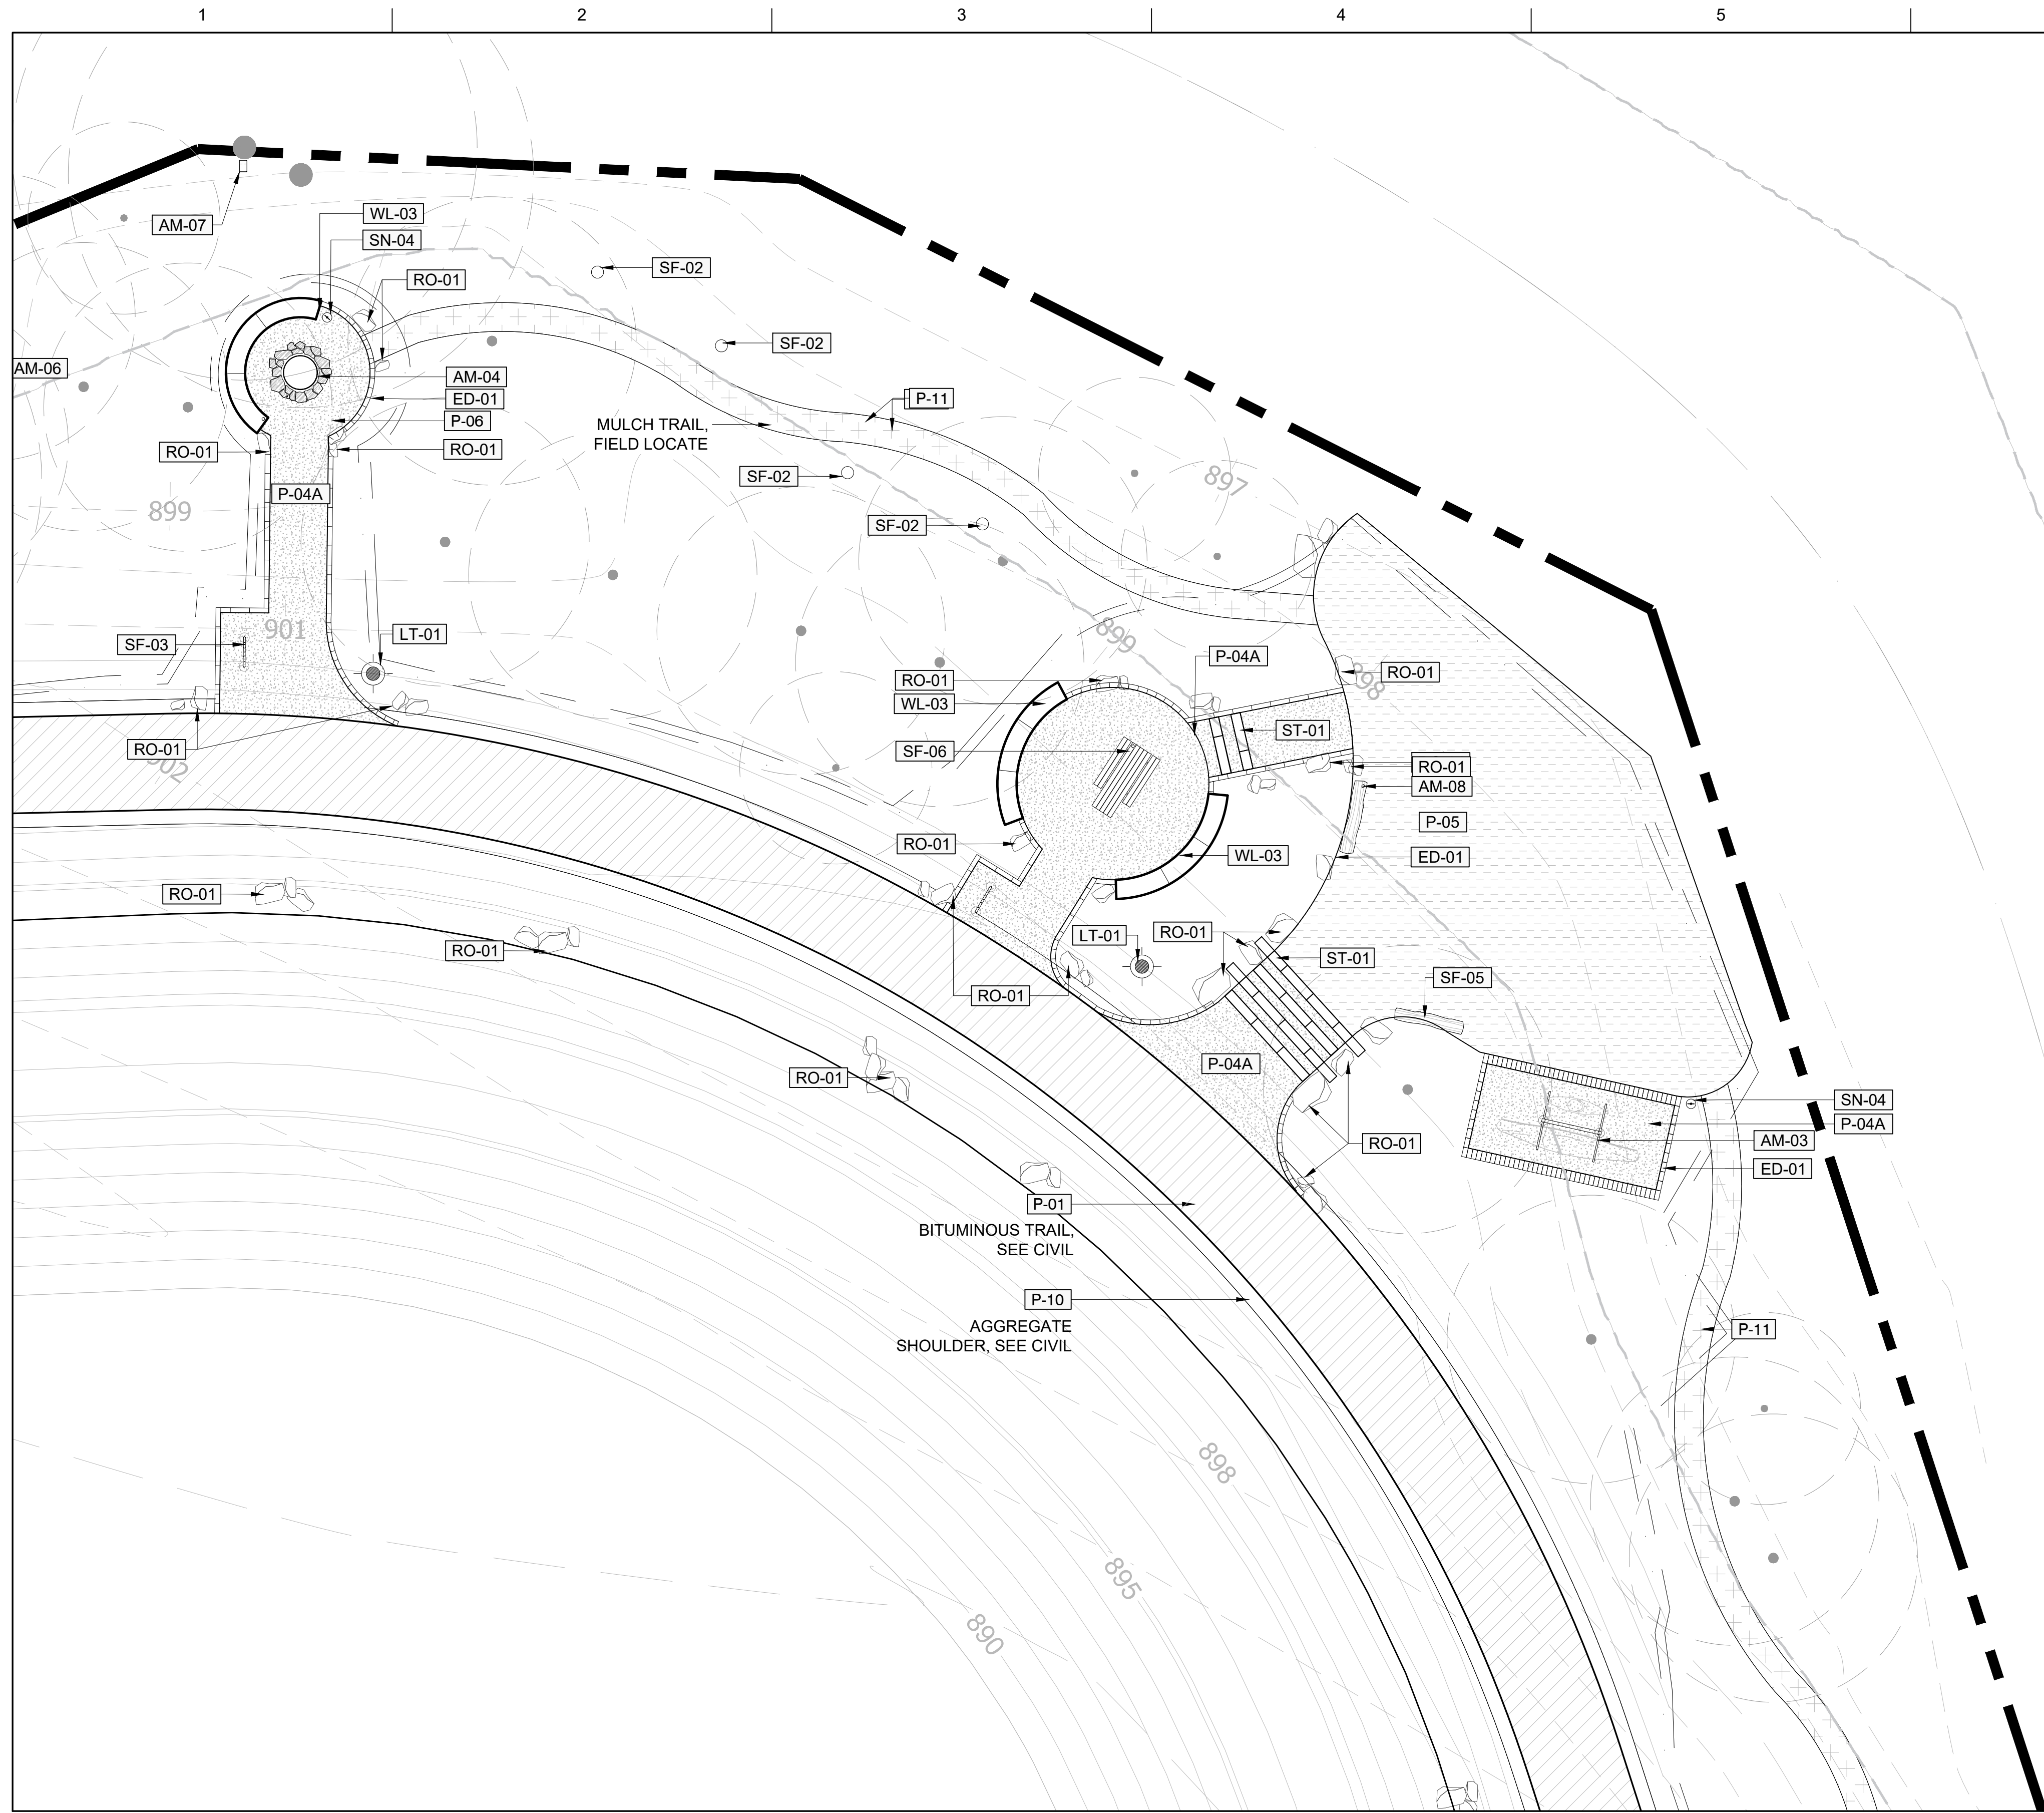 1
2
3
4
5
AM-07
WL-03
SN-04
RO-01
SF-02
SF-02
AM-06
AM-04
ED-01
P-06
RO-01
RO-01
P-11
MULCH TRAIL,
FIELD LOCATE
SF-02
SF-02
P-04A
899
897
901
SF-03
LT-01
899
P-04A
898
RO-01
RO-01
WL-03
SF-06
ST-01
RO-01
902
RO-01
AM-08
P-05
RO-01
WL-03
ED-01
RO-01
RO-01
LT-01
RO-01
ST-01
SF-05
RO-01
RO-01
P-04A
SN-04
P-04A
AM-03
ED-01
RO-01
P-01
BITUMINOUS TRAIL,
SEE CIVIL
P-10
AGGREGATE
SHOULDER, SEE CIVIL
P-11
898
895
890